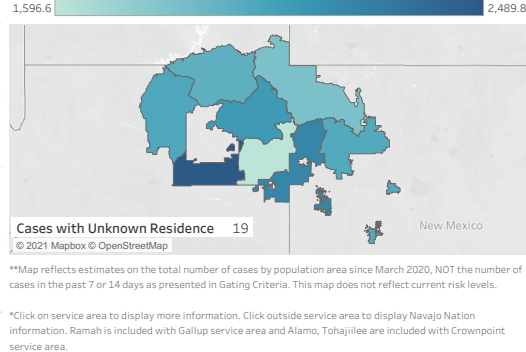 1,596.6 2,489.8
New Mexico
Cases with Unknown Residence 19
© 2021 Mapbox © OpenStreetMap
**Map reflects estimates on the total number of cases by population area since March 2020, NOT the number of
cases in the past 7 or 14 days as presented in Gating Criteria. This map does not reflect current risk levels.
*Click on service area to display more information. Click outside service area to display Navajo Nation
information. Ramah is included with Gallup service area and Alamo, Tohajiilee are included with Crownpoint
service area.